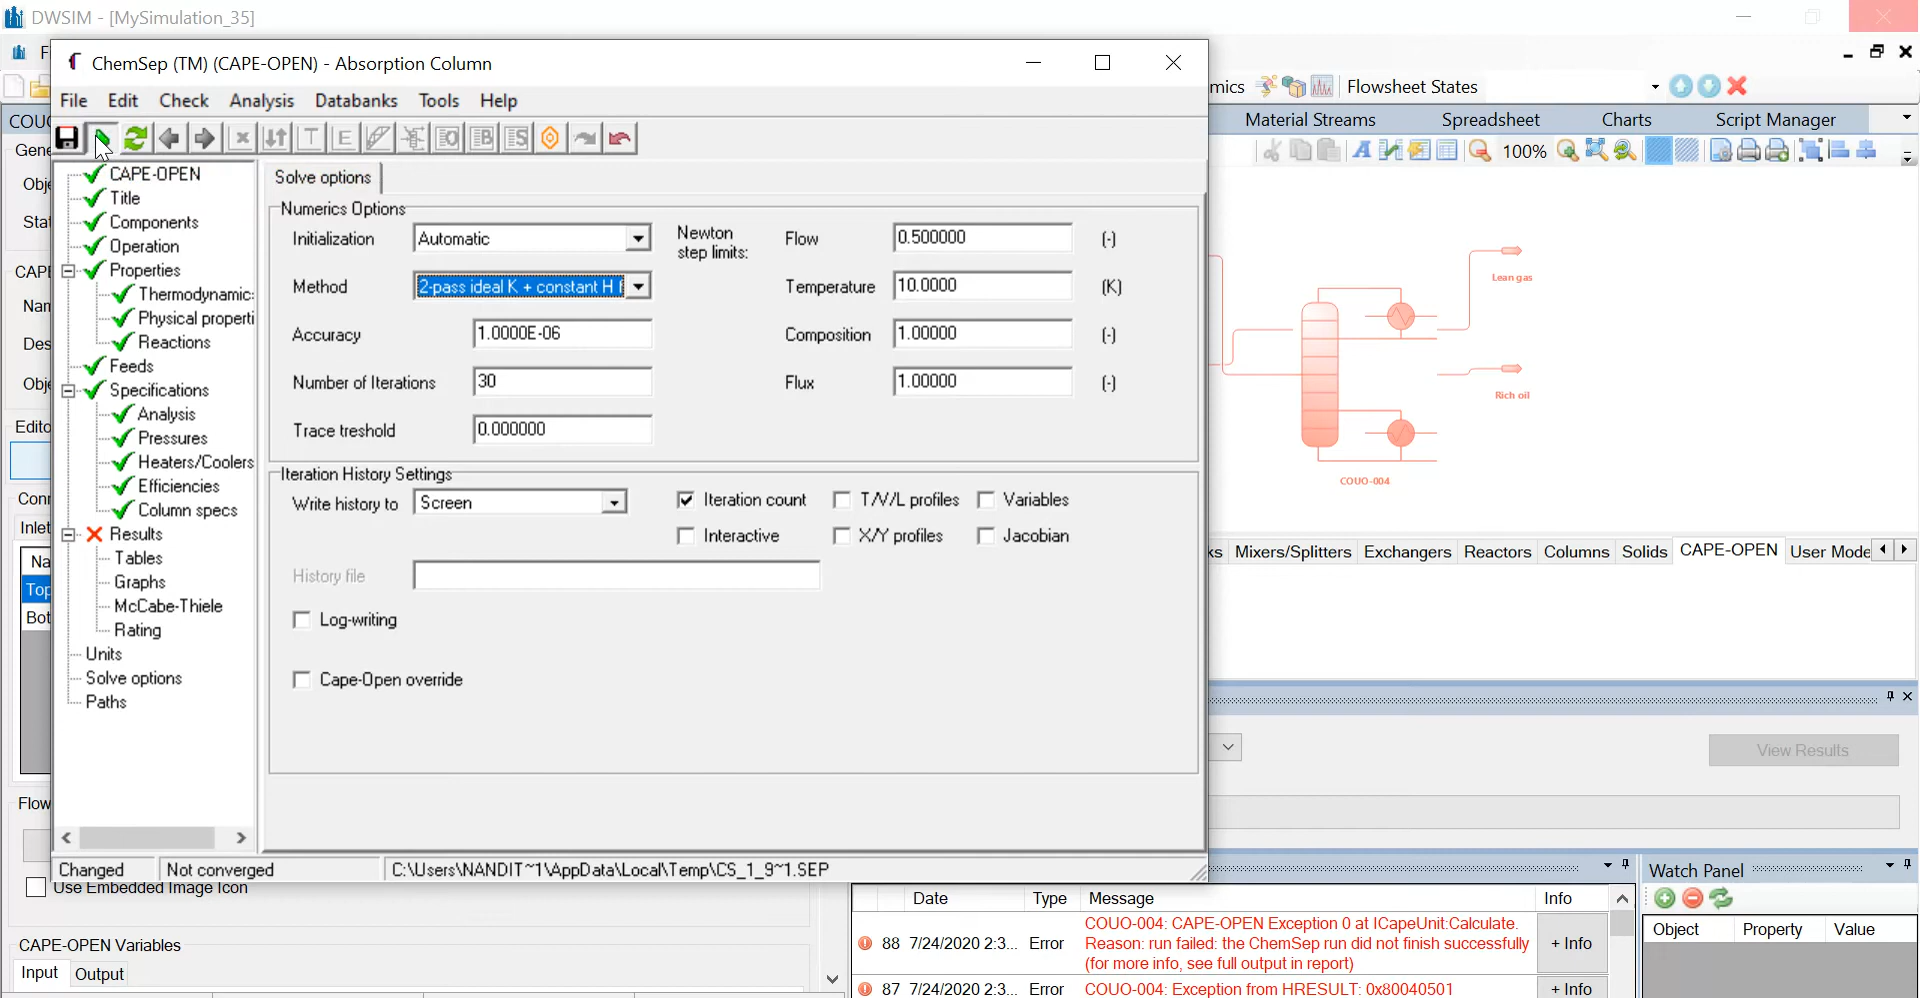 DWSIM - [MySimulation_35]
F
ChemSep (TM) (CAPE-OPEN) - Absorption Column
File Edit Check Analysis Databanks Tools Help
mics Flowsheet States
COUO
Material Streams Spreadsheet Charts Script Manager
Gene
Obje
Stat
CAPE
Nam
Des
Obje
Edito
Conn
Inlet
Na
Top
Bot
Flow
100%
CAPE-OPEN
Title
Components
Operation
Properties
Thermodynamic:
Physical properti
Reactions
Feeds
Specifications
Analysis
Pressures
Heaters/Coolers
Efficiencies
Column specs
Results
Tables
Graphs
McCabe-Thiele
Rating
Units
Solve options
Paths
Solve options
Numerics Options
Initialization Automatic Newton step limits: Flow 0.500000 (-)
Method 2-pass ideal K + constant H f Temperature 10.0000 (K)
Accuracy 1.0000E-06 Composition 1.00000 (-)
Number of Iterations 30 Flux 1.00000 (-)
Trace treshold 0.000000
Iteration History Settings
Write history to Screen Iteration count T/V/L profiles Variables
Interactive X/Y profiles Jacobian
History file
Log-writing
Cape-Open override
Changed Not converged C:\Users\NANDIT~1\AppData\Local\Temp\CS_1_9~1.SEP
Lean gas
Rich oil
COUO-004
ks Mixers/Splitters Exchangers Reactors Columns Solids CAPE-OPEN User Mode
View Results
Use Embedded Image Icon
CAPE-OPEN Variables
Input Output
Date Type Message Info
88 7/24/2020 2:3... Error COUO-004: CAPE-OPEN Exception 0 at ICapeUnit:Calculate.
Reason: run failed: the ChemSep run did not finish successfully
(for more info, see full output in report)
+ Info
87 7/24/2020 2:3... Error COUO-004: Exception from HRESULT: 0x80040501 + Info
Watch Panel
Object Property Value